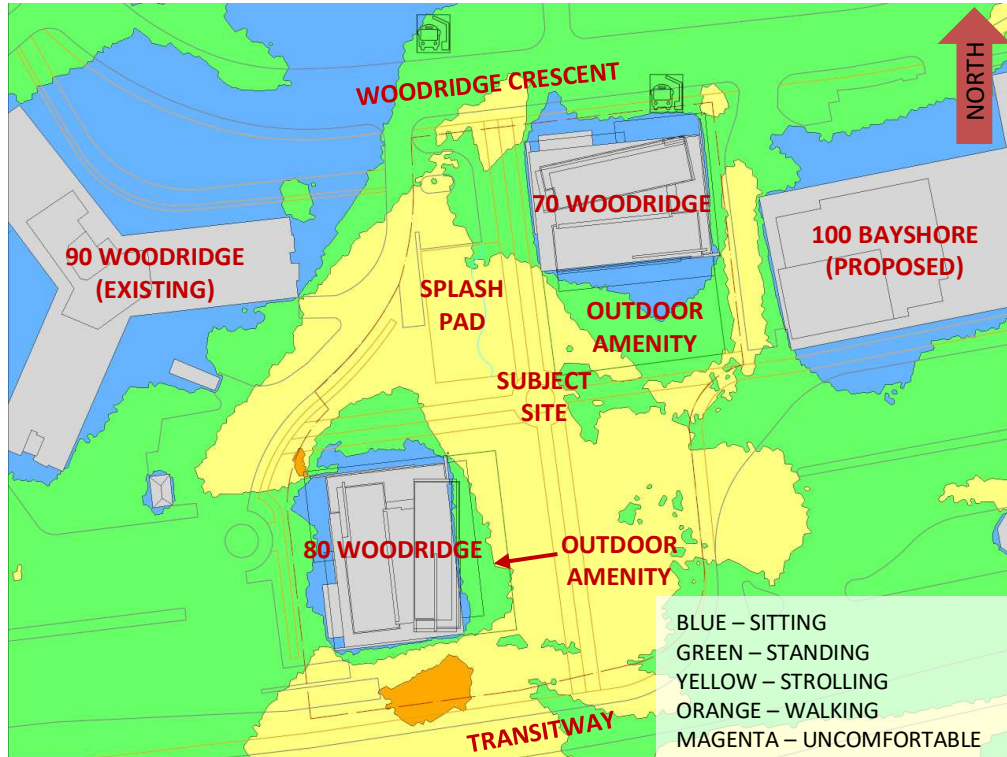 WOODRIDGE CRESCENT
NORTH
70 WOODRIDGE
90 WOODRIDGE
(EXISTING)
100 BAYSHORE
(PROPOSED)
SPLASH
PAD
OUTDOOR
AMENITY
SUBJECT
SITE
80 WOODRIDGE
OUTDOOR
AMENITY
BLUE – SITTING
GREEN – STANDING
YELLOW – STROLLING
ORANGE – WALKING
MAGENTA – UNCOMFORTABLE
TRANSITWAY